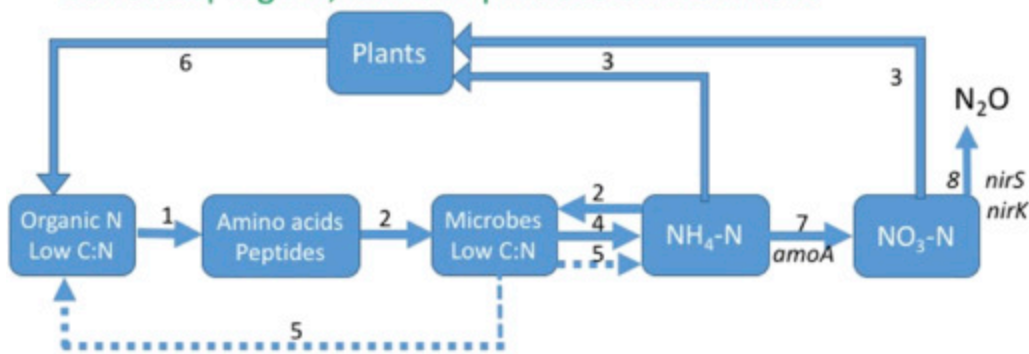 Plants
6
3
3
N₂O
8
nirS
nirK
Organic N
Low C:N
1
Amino acids
Peptides
2
Microbes
Low C:N
2
4
5
NH₄-N
7
amoA
NO₃-N
5